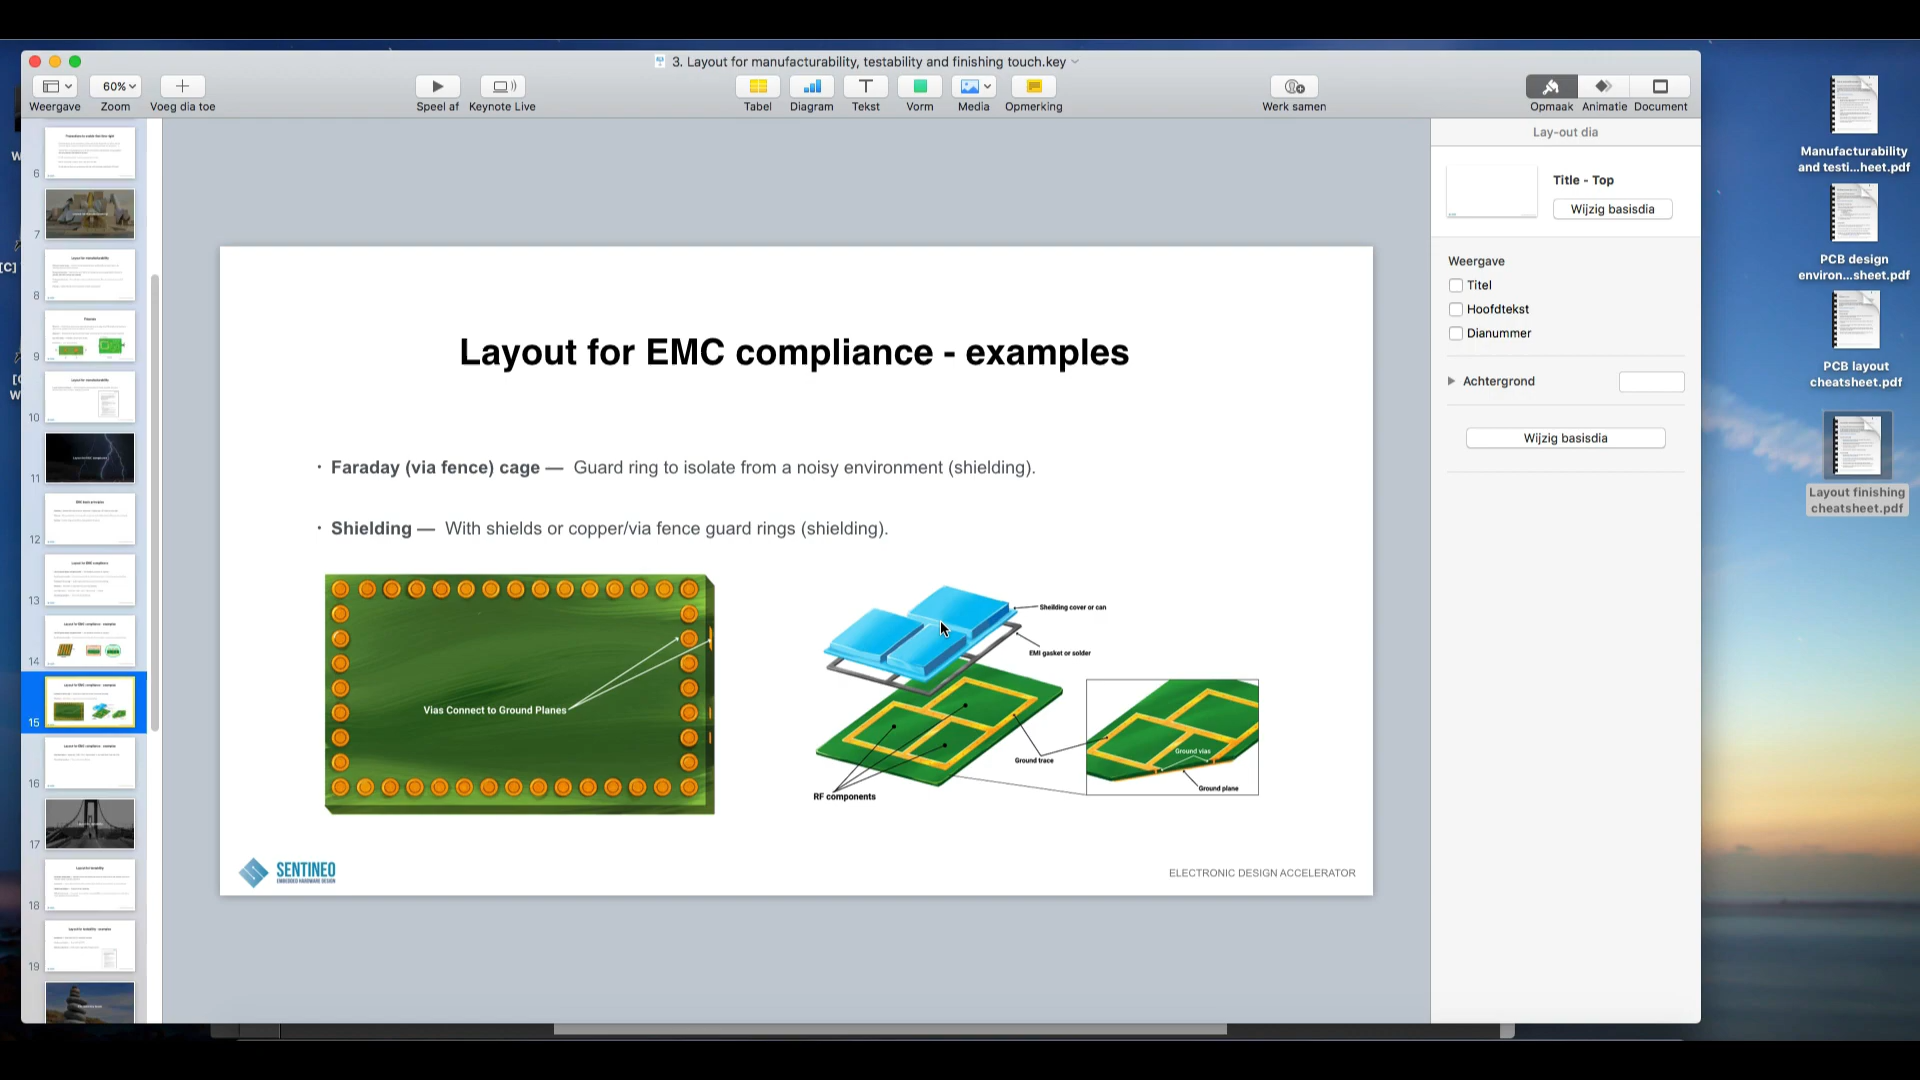 3. Layout for manufacturability, testability and finishing touch.key
60%
Weergave
Zoom
Voeg dia toe
Speel af
Keynote Live
Tabel
Diagram
Tekst
Vorm
Media
Opmerking
Werk samen
Opmaak
Animatie
Document
6
7
8
9
10
11
12
13
14
15
16
17
18
19
Layout for EMC compliance - examples
· Faraday (via fence) cage — Guard ring to isolate from a noisy environment (shielding).
· Shielding — With shields or copper/via fence guard rings (shielding).
Vias Connect to Ground Planes
Sheilding cover or can
EMI gasket or solder
Ground trace
RF components
Ground vias
Ground plane
SENTINEO
EMBEDDED HARDWARE DESIGN
ELECTRONIC DESIGN ACCELERATOR
Lay-out dia
Title - Top
Wijzig basisdia
Weergave
Titel
Hoofdtekst
Dianummer
Achtergrond
Wijzig basisdia
Manufacturability
and testi...heet.pdf
PCB design
environ...sheet.pdf
PCB layout
cheatsheet.pdf
Layout finishing
cheatsheet.pdf